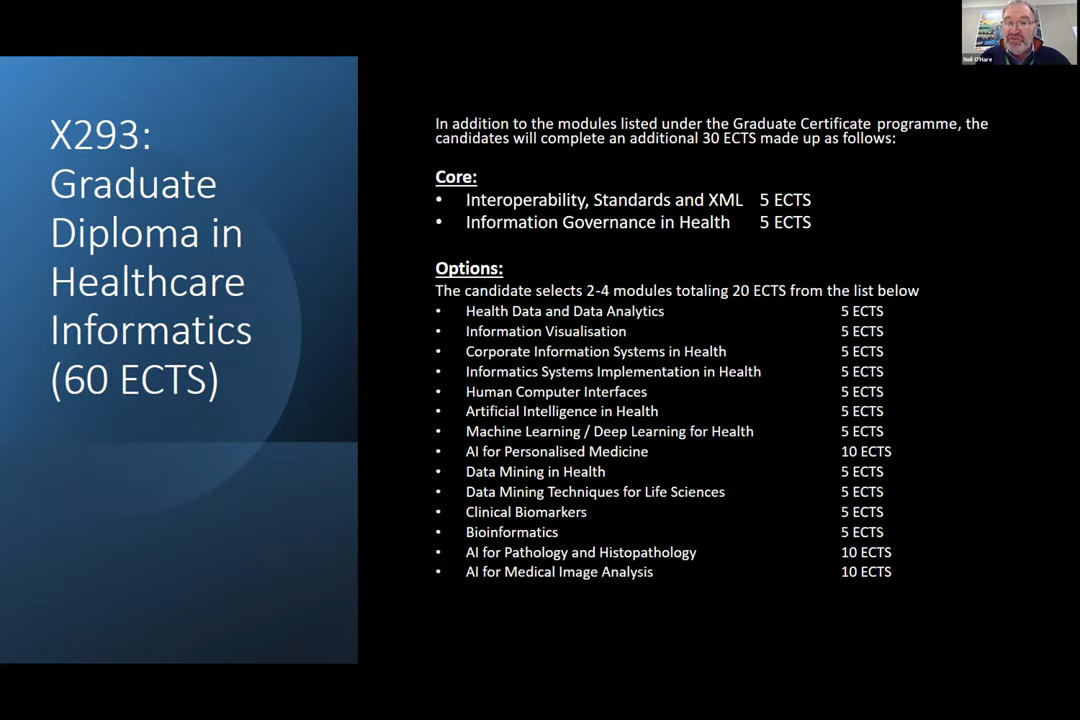 X293:
Graduate
Diploma in
Healthcare
Informatics
(60 ECTS)
In addition to the modules listed under the Graduate Certificate programme, the
candidates will complete an additional 30 ECTS made up as follows:
Core:
• Interoperability, Standards and XML 5 ECTS
• Information Governance in Health 5 ECTS
Options:
The candidate selects 2-4 modules totaling 20 ECTS from the list below
• Health Data and Data Analytics 5 ECTS
• Information Visualisation 5 ECTS
• Corporate Information Systems in Health 5 ECTS
• Informatics Systems Implementation in Health 5 ECTS
• Human Computer Interfaces 5 ECTS
• Artificial Intelligence in Health 5 ECTS
• Machine Learning / Deep Learning for Health 5 ECTS
• AI for Personalised Medicine 10 ECTS
• Data Mining in Health 5 ECTS
• Data Mining Techniques for Life Sciences 5 ECTS
• Clinical Biomarkers 5 ECTS
• Bioinformatics 5 ECTS
• AI for Pathology and Histopathology 10 ECTS
• AI for Medical Image Analysis 10 ECTS
Neil O'Hare